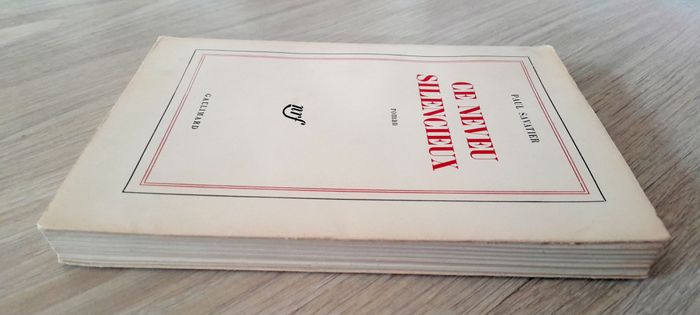 PAUL SAVATIER
CE NEVEU
SILENCIEUX
roman
nrf
GALLIMARD